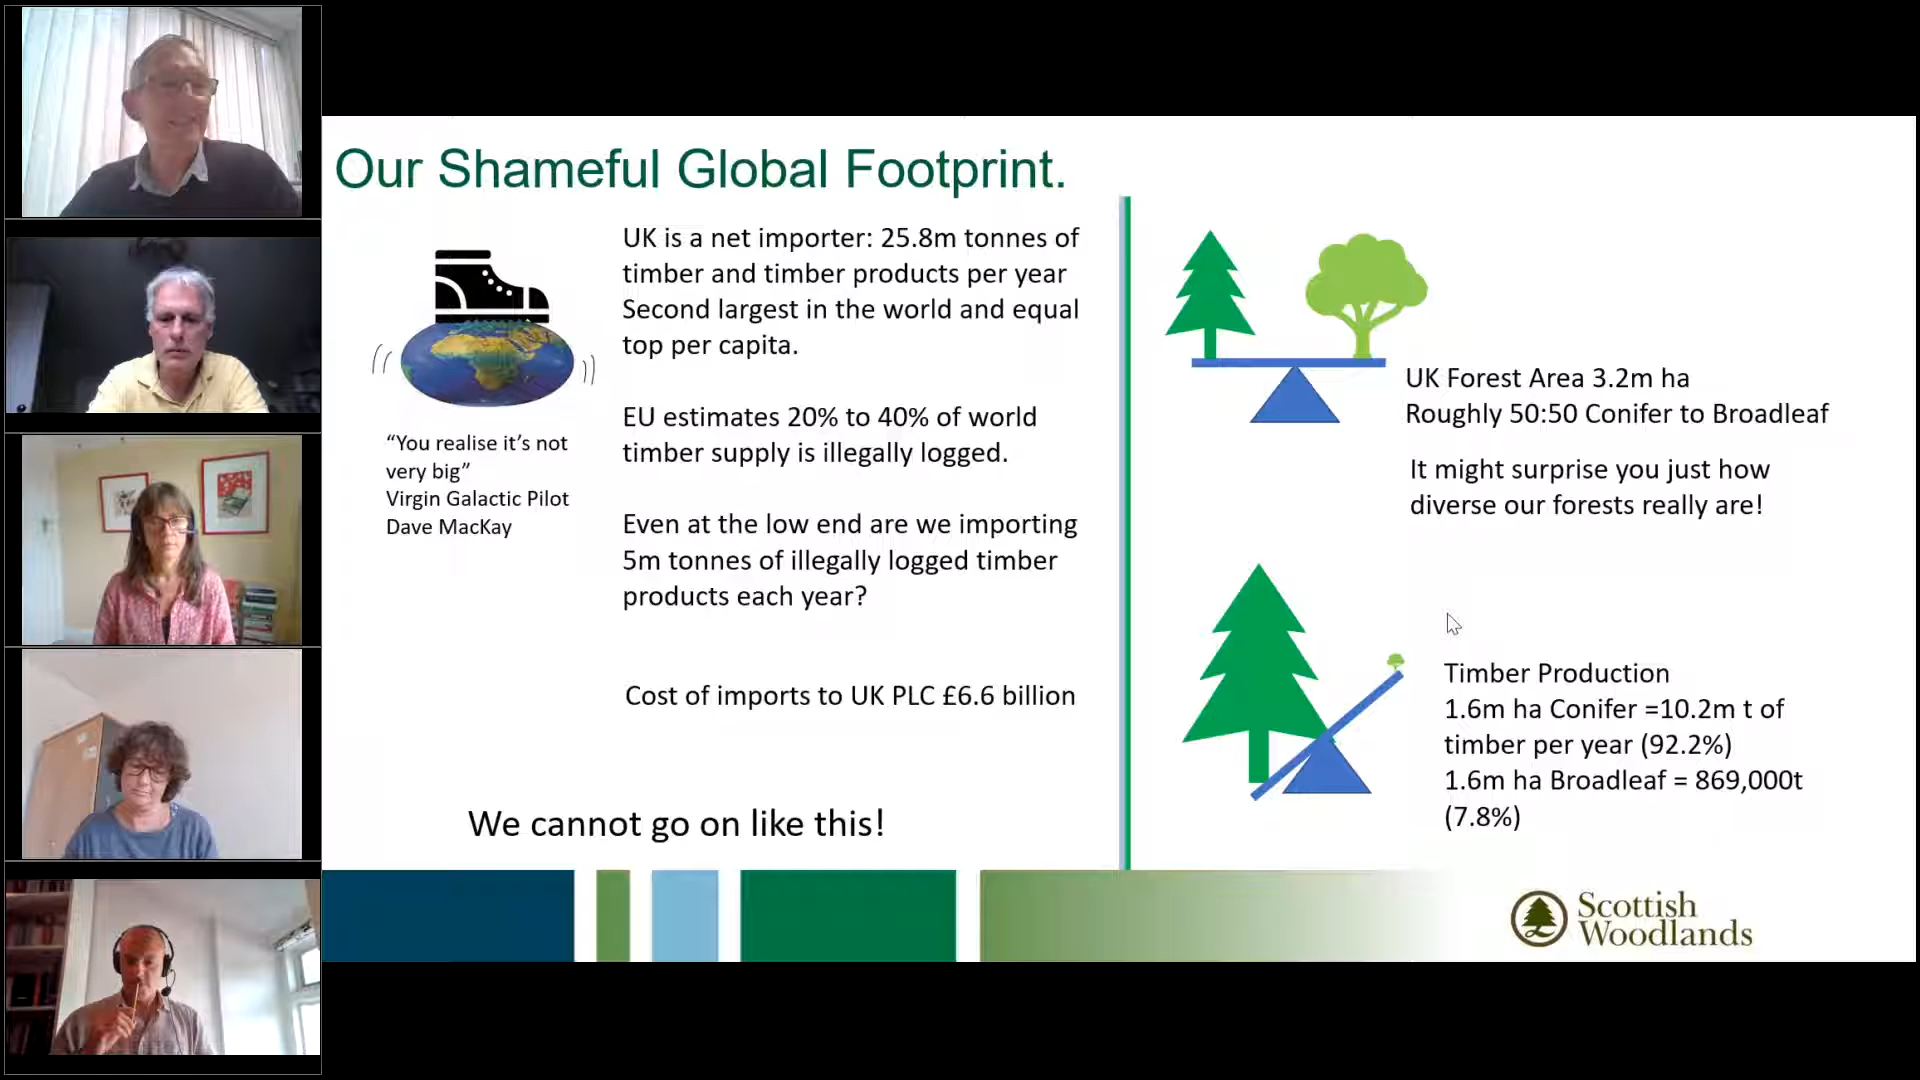 Our Shameful Global Footprint.
UK is a net importer: 25.8m tonnes of
timber and timber products per year
Second largest in the world and equal
top per capita.
EU estimates 20% to 40% of world
timber supply is illegally logged.
Even at the low end are we importing
5m tonnes of illegally logged timber
products each year?
Cost of imports to UK PLC £6.6 billion
"You realise it's not
very big"
Virgin Galactic Pilot
Dave MacKay
We cannot go on like this!
UK Forest Area 3.2m ha
Roughly 50:50 Conifer to Broadleaf
It might surprise you just how
diverse our forests really are!
Timber Production
1.6m ha Conifer =10.2m t of
timber per year (92.2%)
1.6m ha Broadleaf = 869,000t
(7.8%)
Scottish
Woodlands